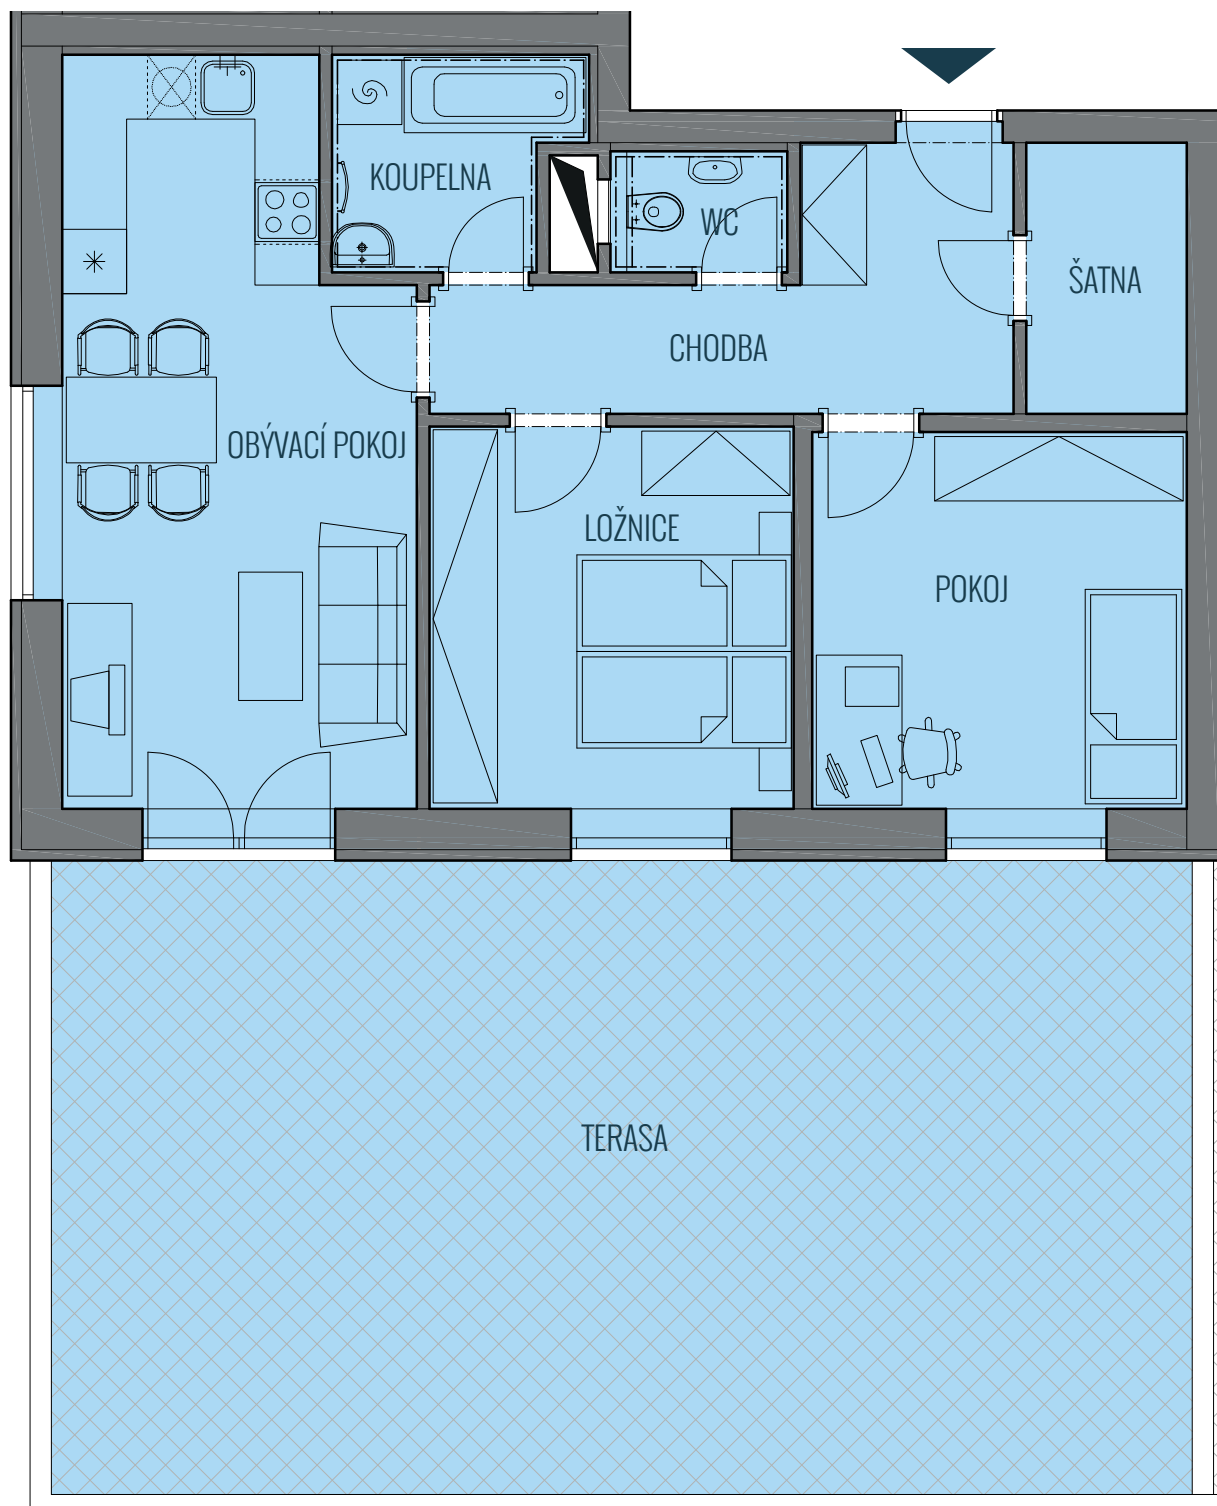 KOUPELNA
WC
ŠATNA
CHODBA
OBÝVACÍ POKOJ
LOŽNICE
POKOJ
TERASA